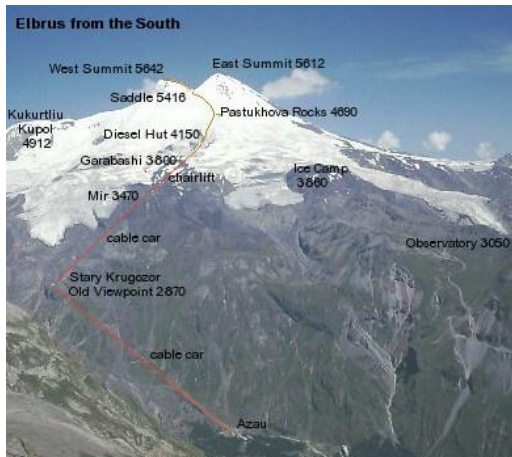 Elbrus from the South
West Summit 5642
East Summit 5612
Saddle 5416
Pastukhova Rocks 4690
Kukurtliu
Kupol
4912
Diesel Hut 4150
Garabashi 3800
chairlift
Ice Camp
3860
Mir 3470
cable car
Observatory 3050
Stary Krugozor
Old Viewpoint 2870
cable car
Azau